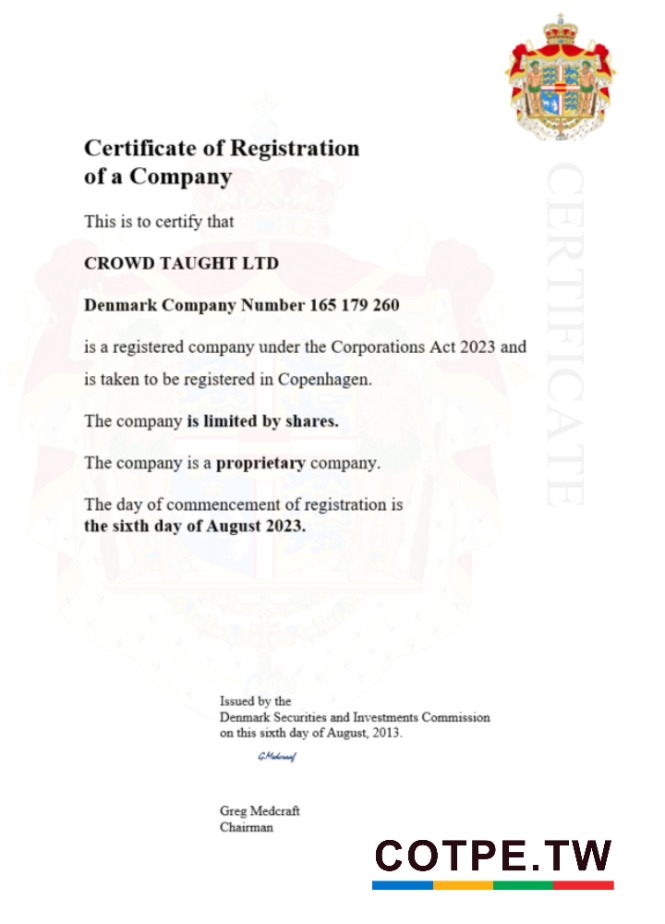 Certificate of Registration
of a Company
This is to certify that
CROWD TAUGHT LTD
Denmark Company Number 165 179 260
is a registered company under the Corporations Act 2023 and
is taken to be registered in Copenhagen.
The company is limited by shares.
The company is a proprietary company.
The day of commencement of registration is
the sixth day of August 2023.
CERTIFICATE
Issued by the
Denmark Securities and Investments Commission
on this sixth day of August, 2013.
G.Medcraft
Greg Medcraft
Chairman
COTPE.TW